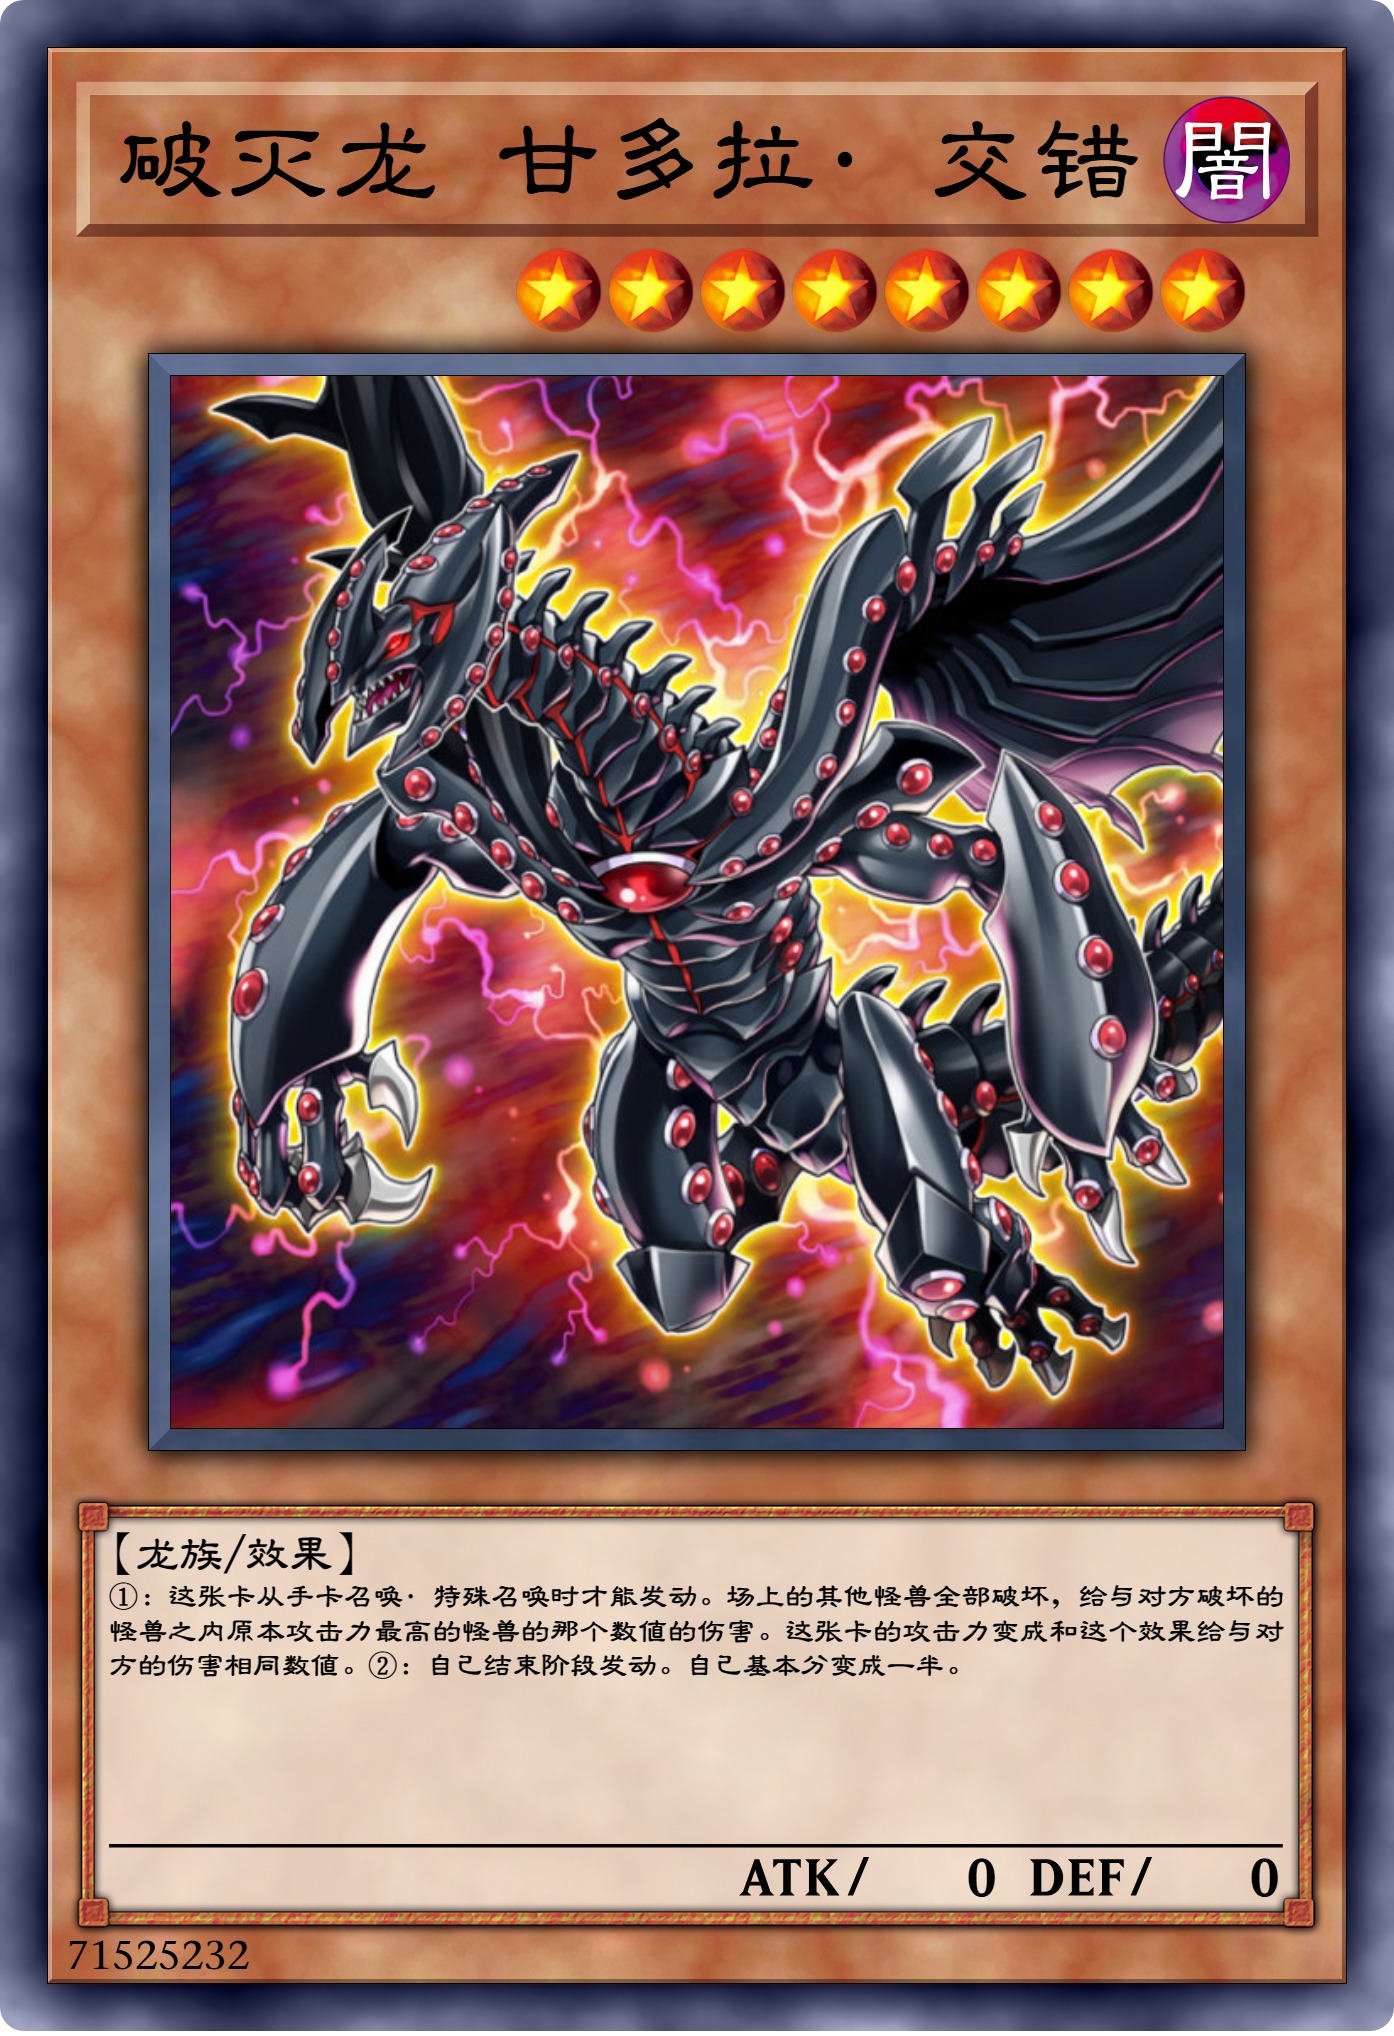 破灭龙 甘多拉·交错
闇
【龙族/效果】
①：这张卡从手卡召唤·特殊召唤时才能发动。场上的其他怪兽全部破坏，给与对方破坏的
怪兽之内原本攻击力最高的怪兽的那个数值的伤害。这张卡的攻击力变成和这个效果给与对
方的伤害相同数值。②：自己结束阶段发动。自己基本分变成一半。
ATK/ 0 DEF/ 0
71525232